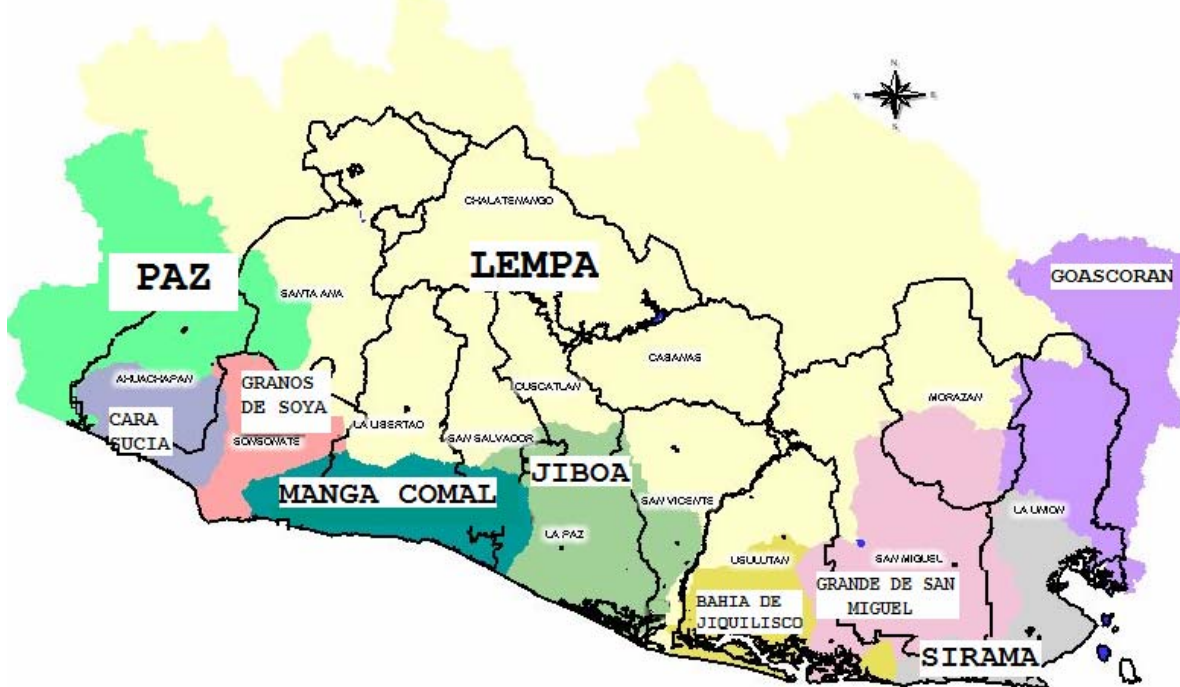 N
W E
S
CHALATENANGO
LEMPA
GOASCORAN
PAZ
SANTA ANA
CABANAS
AHUACHAPAN
GRANOS
DE SOYA
CUSCATLAN
MORAZAN
CARA
SUCIA
SONSONATE
LA LIBERTAD
SAN SALVADOR
JIBOA
MANGA COMAL
SAN VICENTE
LA UNION
LA PAZ
USULUTAN
SAN MIGUEL
BAHIA DE
JIQUILISCO
GRANDE DE SAN
MIGUEL
SIRAMA